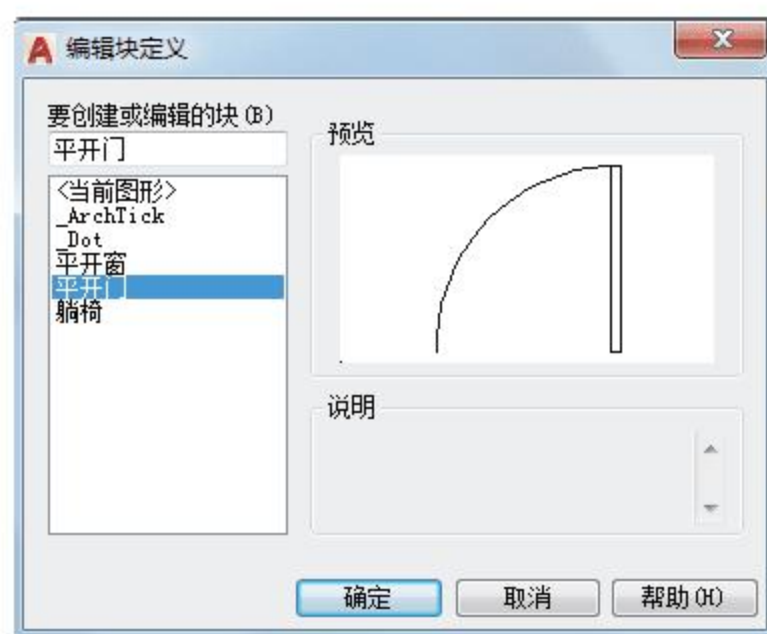 编辑块定义
要创建或编辑的块(B)
平开门
<当前图形>
_ArchTick
_Dot
平开窗
平开门
躺椅
预览
说明
确定
取消
帮助(H)